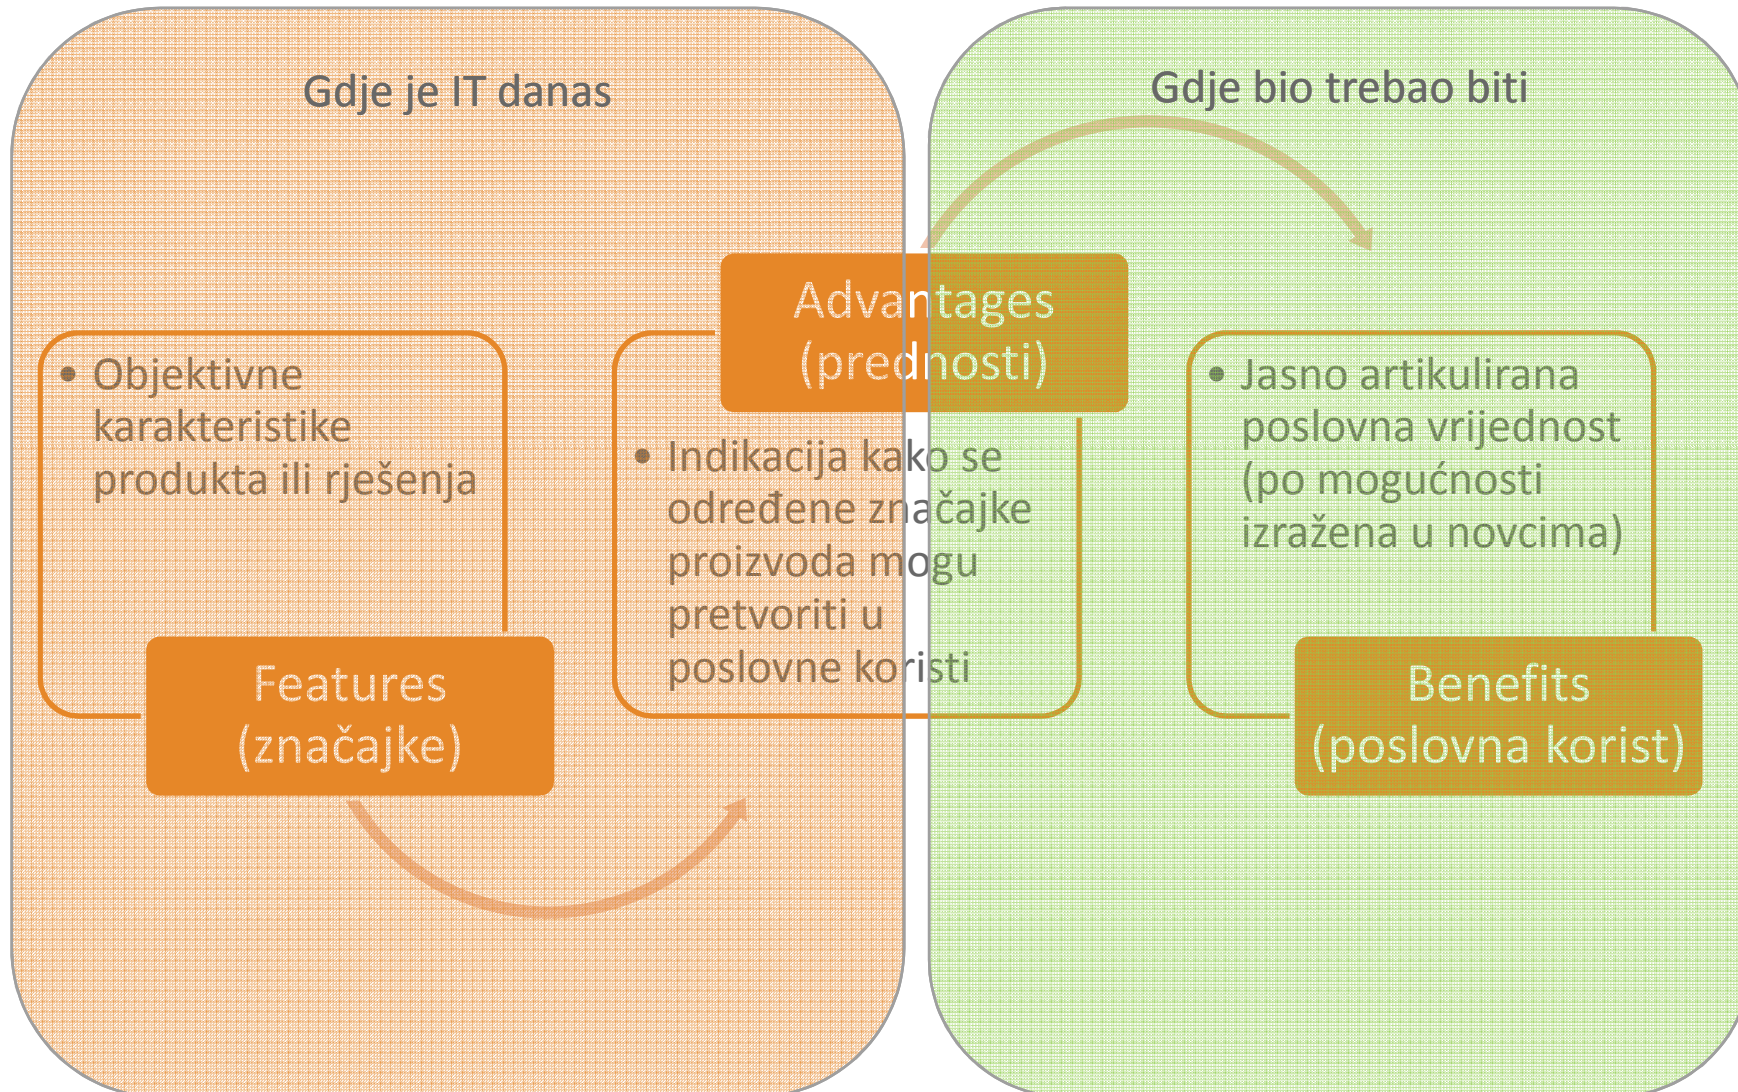 Gdje je IT danas
Gdje bio trebao biti
• Objektivne
karakteristike
produkta ili rješenja
Features
(značajke)
Advantages
(prednosti)
• Indikacija kako se
određene značajke
proizvoda mogu
pretvoriti u
poslovne koristi
• Jasno artikulirana
poslovna vrijednost
(po mogućnosti
izražena u novcima)
Benefits
(poslovna korist)